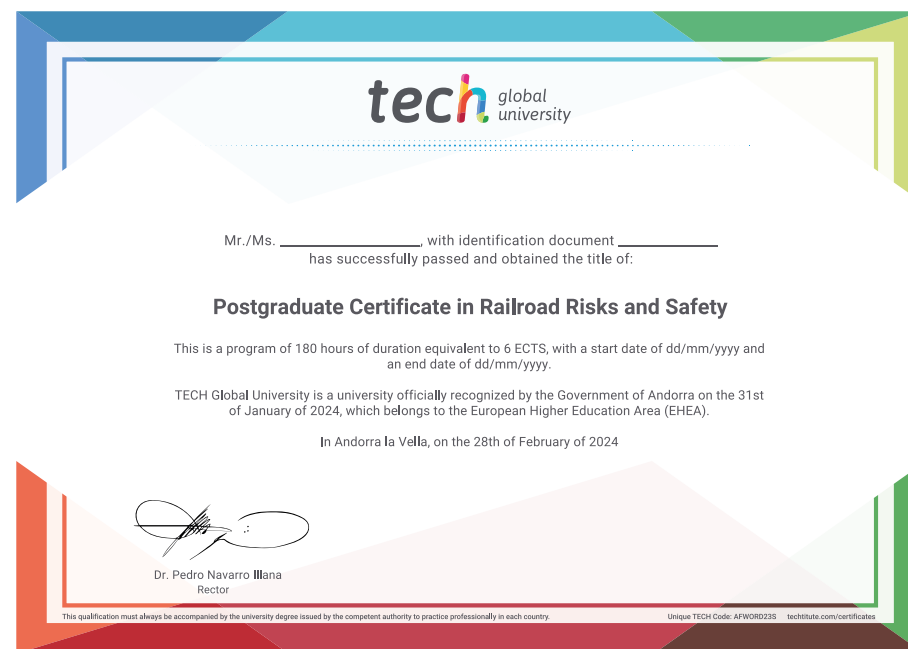 tech global university
Mr./Ms. ____________, with identification document ____________
has successfully passed and obtained the title of:
Postgraduate Certificate in Railroad Risks and Safety
This is a program of 180 hours of duration equivalent to 6 ECTS, with a start date of dd/mm/yyyy and
an end date of dd/mm/yyyy.
TECH Global University is a university officially recognized by the Government of Andorra on the 31st
of January of 2024, which belongs to the European Higher Education Area (EHEA).
In Andorra la Vella, on the 28th of February of 2024
Dr. Pedro Navarro Illana
Rector
This qualification must always be accompanied by the university degree issued by the competent authority to practice professionally in each country.
Unique TECH Code: AFWORD23S techtitute.com/certificates